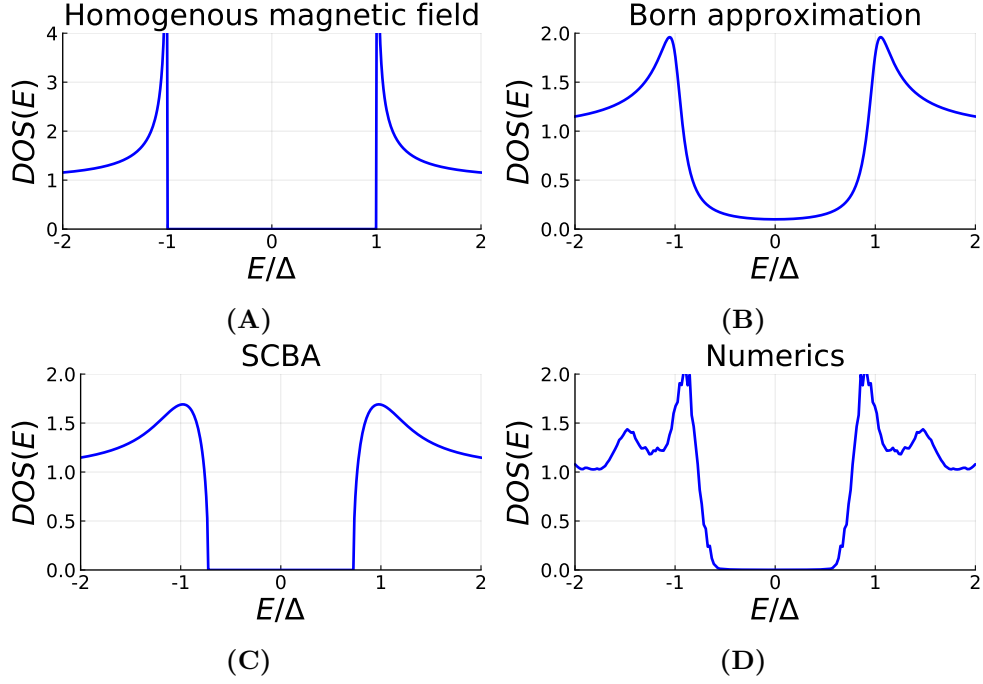 Homogenous magnetic field
DOS(E)
4
3
2
1
0
-2 -1 0 1 2
E/Δ
(A)
Born approximation
DOS(E)
2.0
1.5
1.0
0.5
0.0
-2 -1 0 1 2
E/Δ
(B)
SCBA
DOS(E)
2.0
1.5
1.0
0.5
0.0
-2 -1 0 1 2
E/Δ
(C)
Numerics
DOS(E)
2.0
1.5
1.0
0.5
0.0
-2 -1 0 1 2
E/Δ
(D)